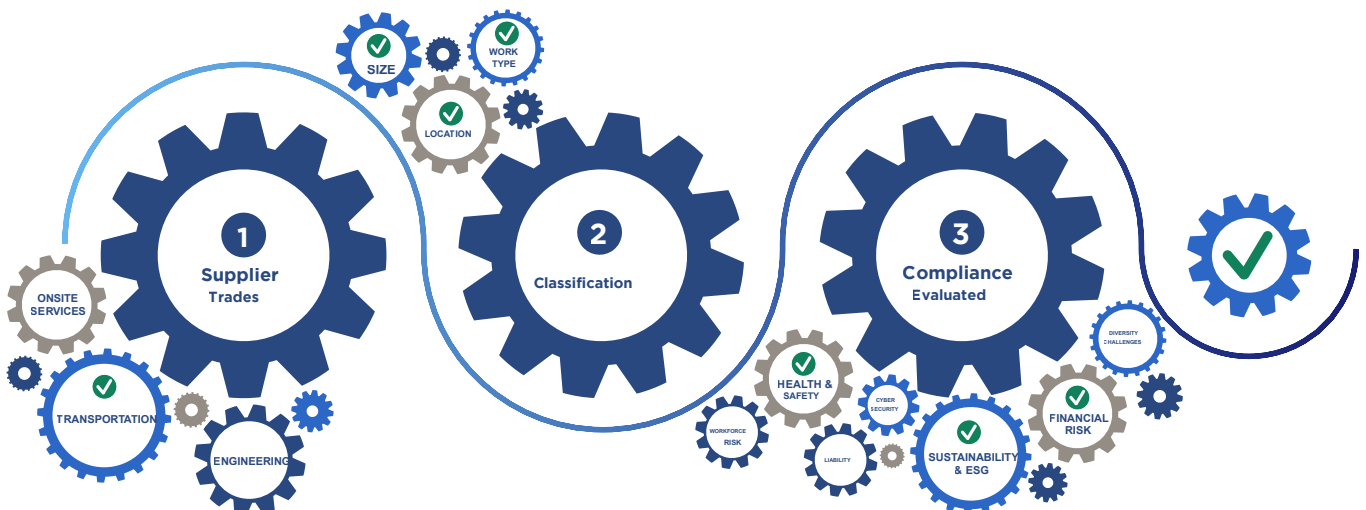 SIZE
WORK
TYPE
LOCATION
1
Supplier
Trades
2
Classification
3
Compliance
Evaluated
ONSITE
SERVICES
TRANSPORTATION
ENGINEERING
HEALTH &
SAFETY
WORKFORCE
RISK
LIABILITY
CYBER
SECURITY
SUSTAINABILITY
& ESG
FINANCIAL
RISK
DIVERSITY
CHALLENGES